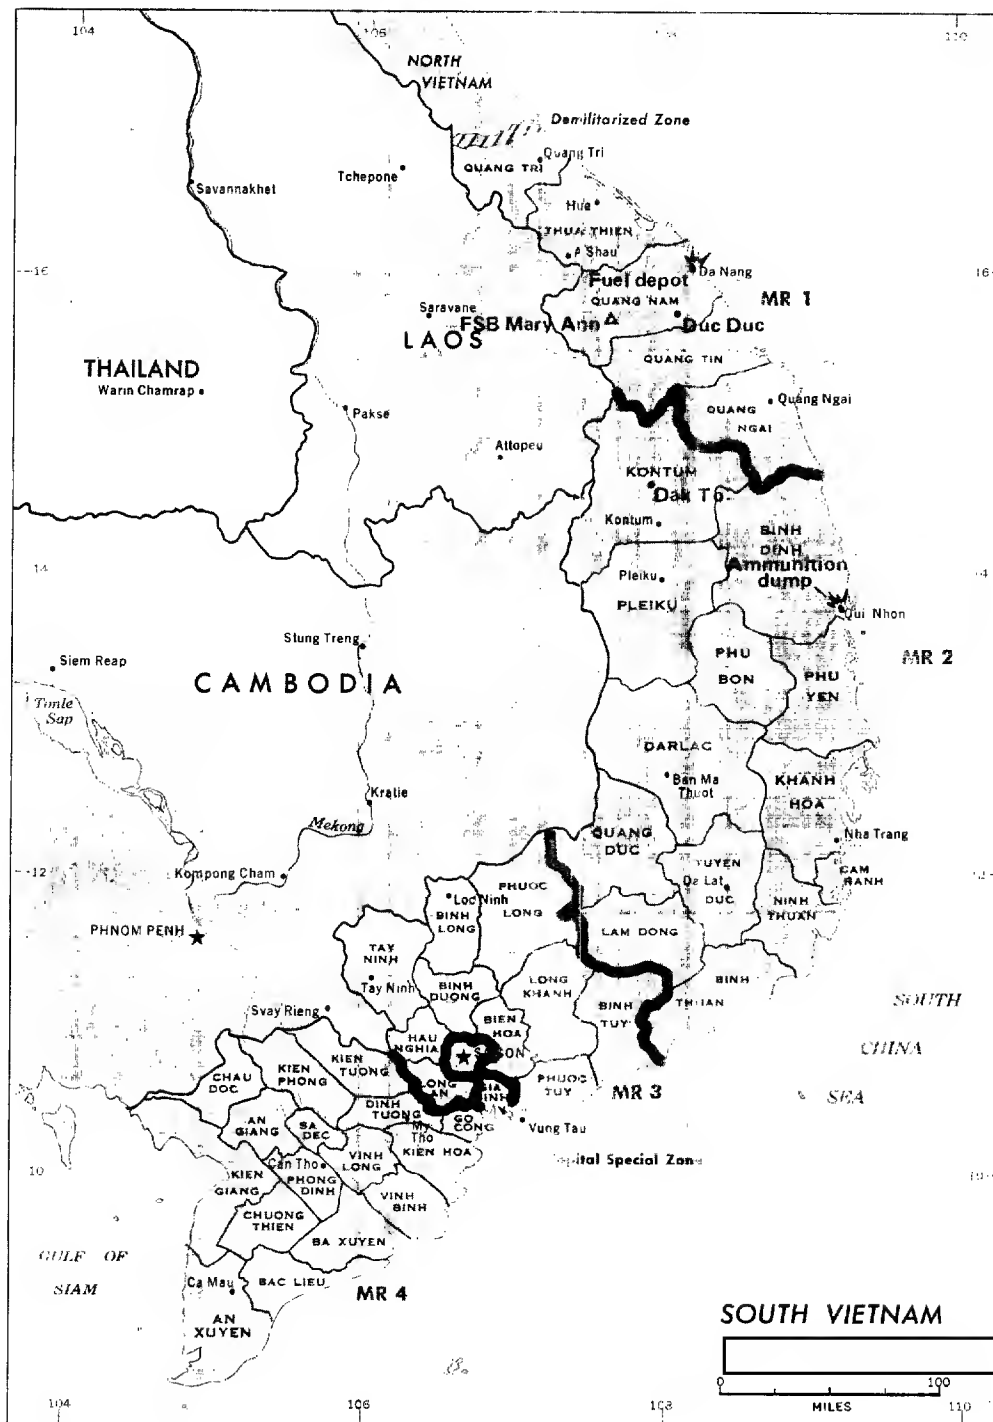 104
106
110
NORTH
VIETNAM
Demilitarized Zone
Quang Tri
QUANG TRI
Tchepone
Savannakhet
Hue
THUA THIEN
A Shau
16
16
Fuel depot
Da Nang
MR 1
QUANG NAM
Saravane
FSB Mary Ann
Duc Duc
LAOS
QUANG TIN
THAILAND
Warin Chamrap
Pakse
QUANG
NGAI
Quang Ngai
Attopeu
KONTUM
Dak To
Kontum
BINH
DINH
14
Ammunition
dump
Pleiku
PLEIKU
Qui Nhon
Stung Treng
Siem Reap
CAMBODIA
PHU
BON
PHU
YEN
MR 2
Tonle
Sap
DARLAC
Ban Me
Thuot
KHANH
HOA
Kratie
Mekong
QUANG
DUC
Nha Trang
TUYEN
DUC
Da Lat
CAM
RANH
12
Kompong Cham
PHUOC
LONG
Loc Ninh
BINH
LONG
NINH
THUAN
PHNOM PENH
LAM DONG
TAY
NINH
Tay Ninh
BINH
DUONG
LONG
KHANH
BINH
TUY
BINH
THUAN
SOUTH
CHINA
SEA
Svay Rieng
BIEN
HOA
HAU
NGHIA
SAIGON
KIEN
TUONG
KIEN
PHONG
CHAU
DOC
LONG
AN
GIA
DINH
PHUOC
TUY
MR 3
DINH
TUONG
GO
CONG
Vung Tau
AN
GIANG
SA
DEC
My
Tho
KIEN HOA
VINH
LONG
Capital Special Zone
10
Can Tho
PHONG
DINH
KIEN
GIANG
VINH
BINH
CHUONG
THIEN
BA XUYEN
GULF OF
SIAM
Ca Mau
BAC LIEU
MR 4
AN
XUYEN
SOUTH VIETNAM
0
100
MILES
104
106
108
110